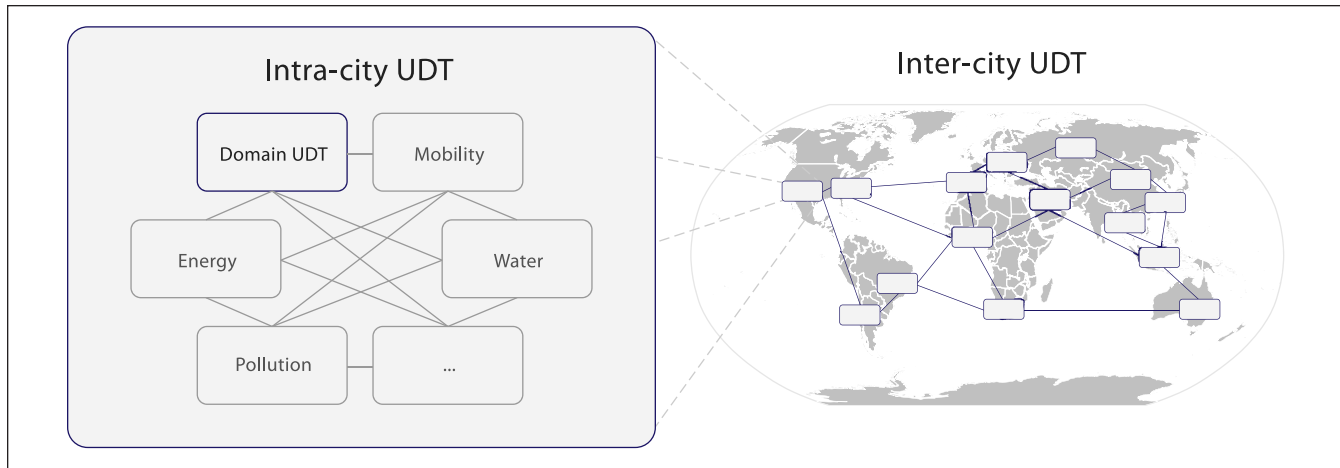 Intra-city UDT
Inter-city UDT
Domain UDT
Mobility
Energy
Water
Pollution
...